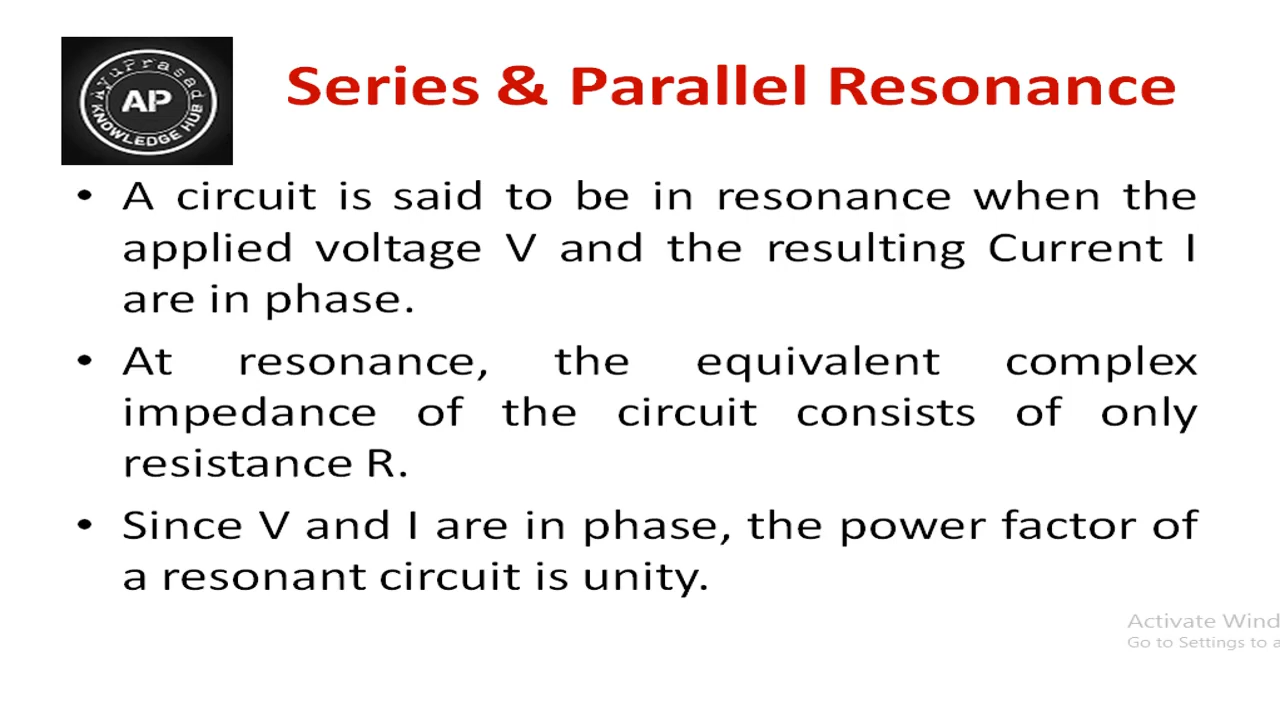 AyuPrasad
AP
KNOWLEDGE HUB
Series & Parallel Resonance
• A circuit is said to be in resonance when the
applied voltage V and the resulting Current I
are in phase.
• At resonance, the equivalent complex
impedance of the circuit consists of only
resistance R.
• Since V and I are in phase, the power factor of
a resonant circuit is unity.
Activate Wind
Go to Settings to a